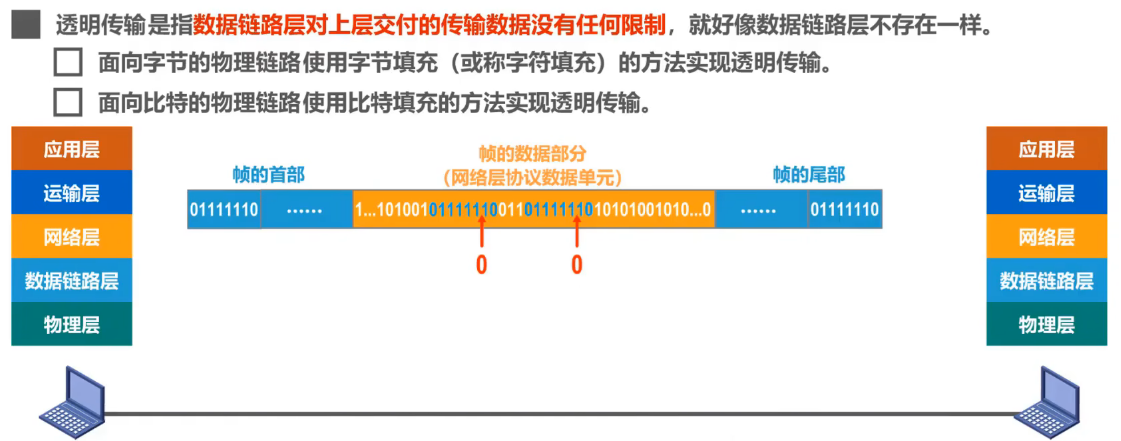 透明传输是指数据链路层对上层交付的传输数据没有任何限制，就好像数据链路层不存在一样。
面向字节的物理链路使用字节填充（或称字符填充）的方法实现透明传输。
面向比特的物理链路使用比特填充的方法实现透明传输。
应用层
运输层
网络层
数据链路层
物理层
帧的首部
帧的数据部分
（网络层协议数据单元）
帧的尾部
01111110 …… 1...101001011111100110111111010101001010...0 …… 01111110
0 0
应用层
运输层
网络层
数据链路层
物理层